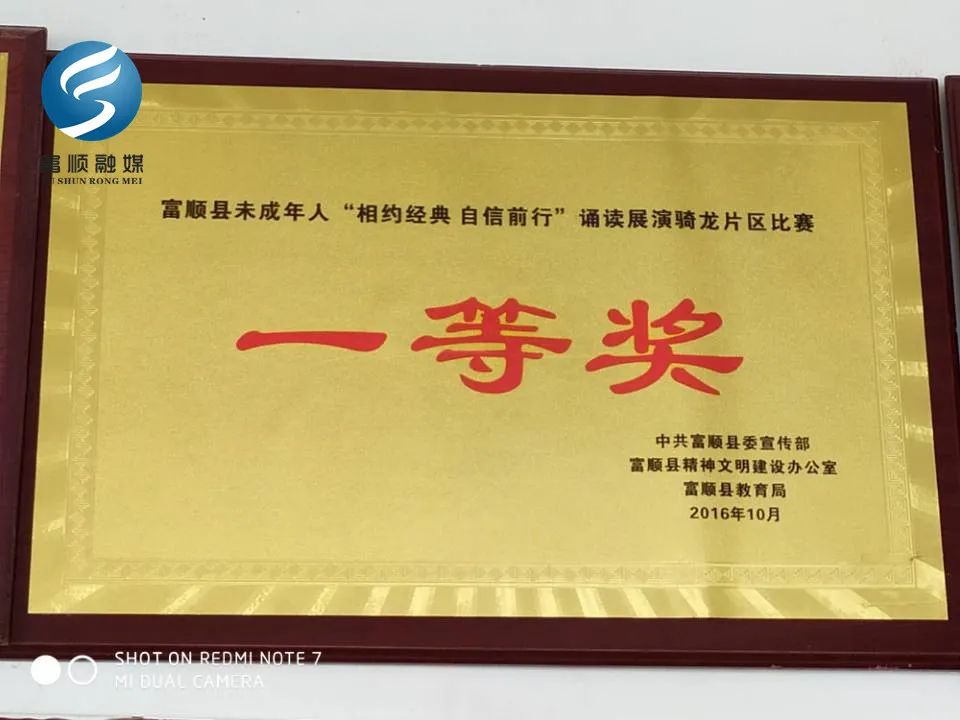 富顺融媒
SHUN RONG MEI
富顺县未成年人“相约经典 自信前行”诵读展演骑龙片区比赛
一等奖
中共富顺县委宣传部
富顺县精神文明建设办公室
富顺县教育局
2016年10月
SHOT ON REDMI NOTE 7
MI DUAL CAMERA